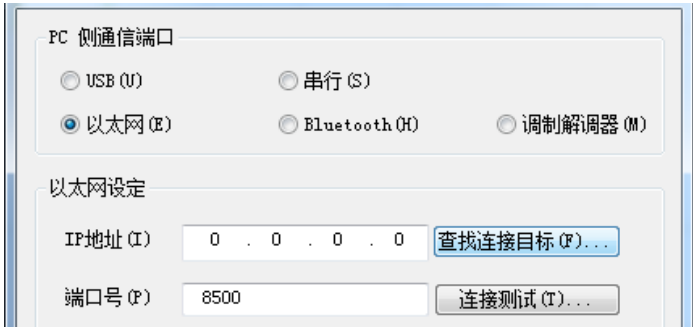 PC 侧通信端口
USB(U) 串行(S)
以太网(E) Bluetooth(H) 调制解调器(M)
以太网设定
IP地址(I) 0 . 0 . 0 . 0 查找连接目标(F)...
端口号(P) 8500 连接测试(T)...